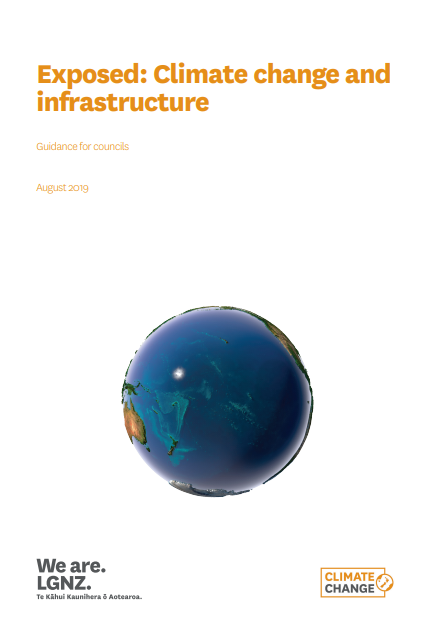 Exposed: Climate change and
infrastructure
Guidance for councils
August 2019
We are.
LGNZ.
Te Kāhui Kaunihera ō Aotearoa.
CLIMATE
CHANGE